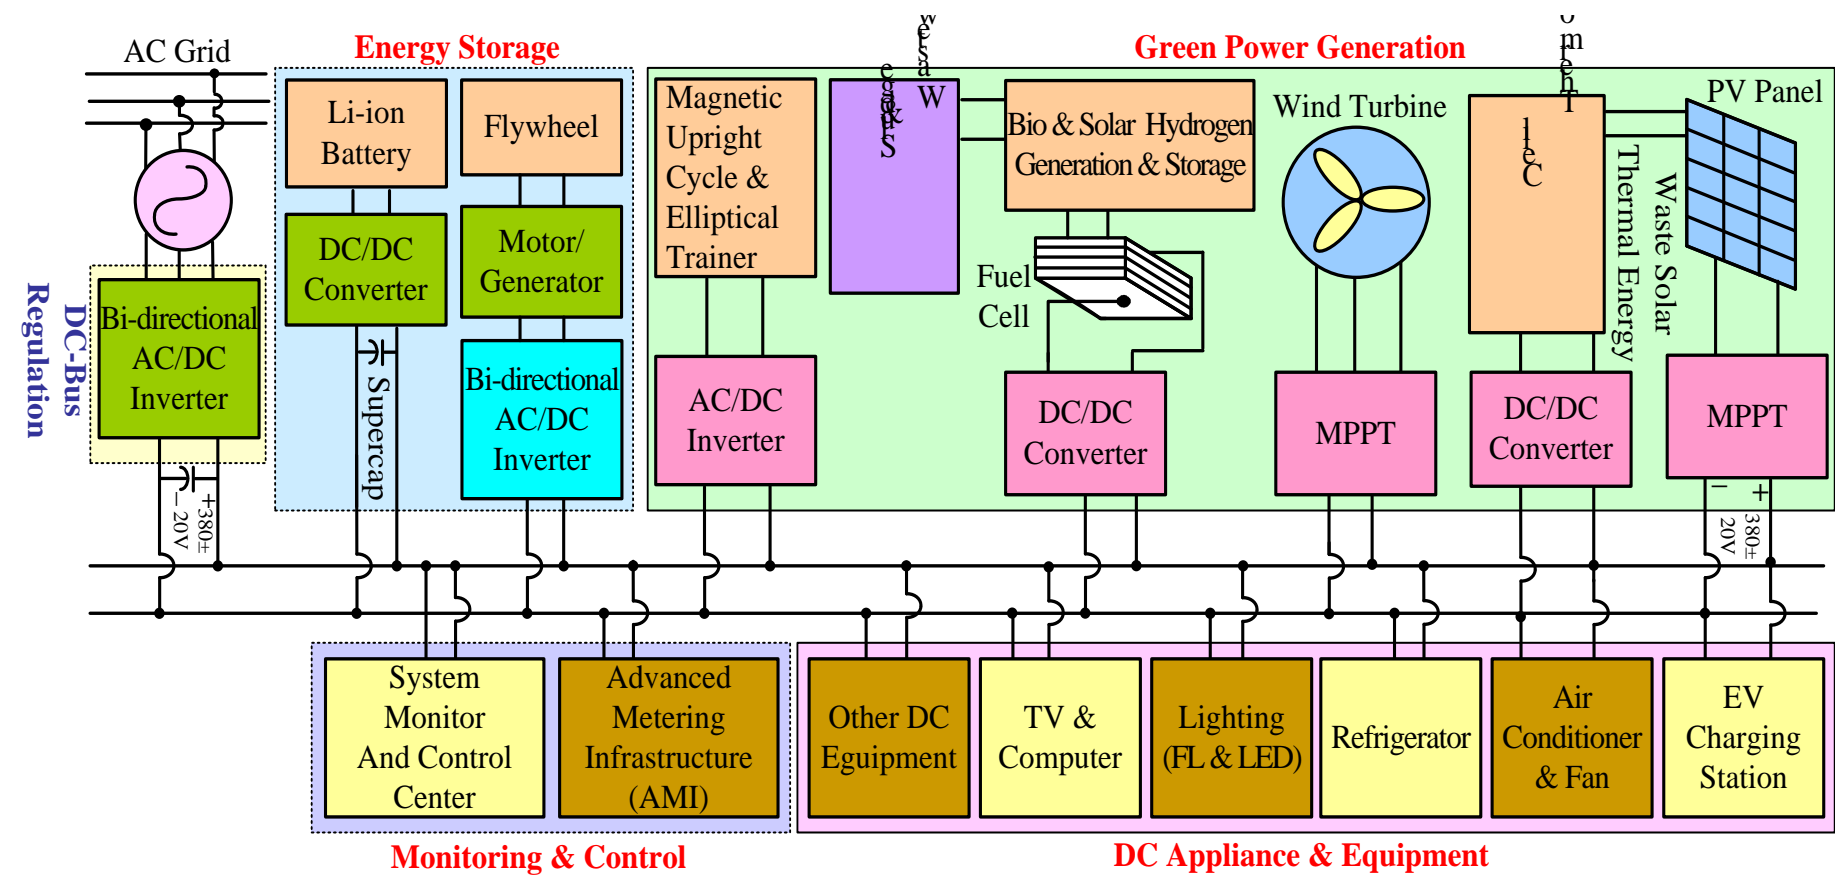 AC Grid
Energy Storage
Green Power Generation
Li-ion
Battery
Flywheel
Magnetic
Upright
Cycle &
Elliptical
Trainer
Bio & Solar Hydrogen
Generation & Storage
Wind Turbine
PV Panel
Cell
Waste Solar
Thermal Energy
DC/DC
Converter
Motor/
Generator
Fuel
Cell
DC-Bus
Regulation
Bi-directional
AC/DC
Inverter
Supercap
Bi-directional
AC/DC
Inverter
AC/DC
Inverter
DC/DC
Converter
MPPT
DC/DC
Converter
MPPT
− +
380±
20V
− +
380±
20V
System
Monitor
And Control
Center
Advanced
Metering
Infrastructure
(AMI)
Other DC
Eguipment
TV &
Computer
Lighting
(FL & LED)
Refrigerator
Air
Conditioner
& Fan
EV
Charging
Station
Monitoring & Control
DC Appliance & Equipment